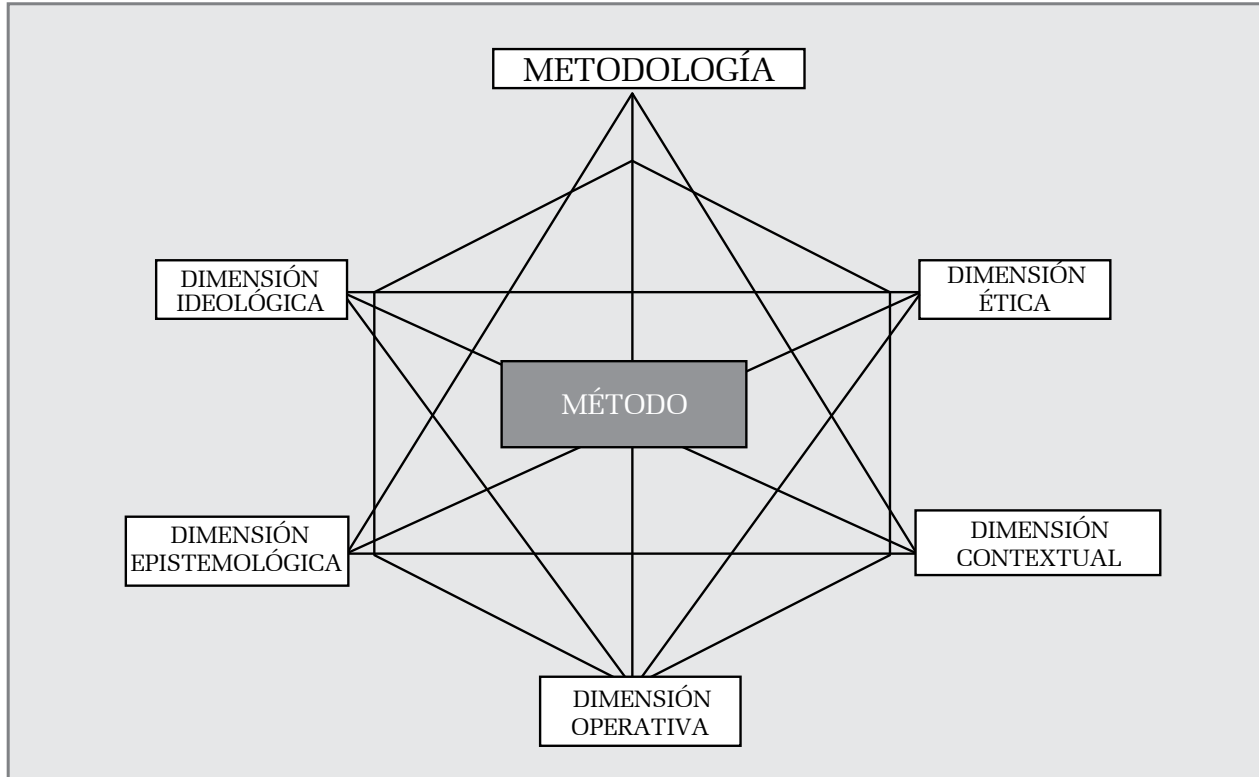 METODOLOGÍA
DIMENSIÓN
IDEOLÓGICA
DIMENSIÓN
ÉTICA
MÉTODO
DIMENSIÓN
EPISTEMOLÓGICA
DIMENSIÓN
CONTEXTUAL
DIMENSIÓN
OPERATIVA